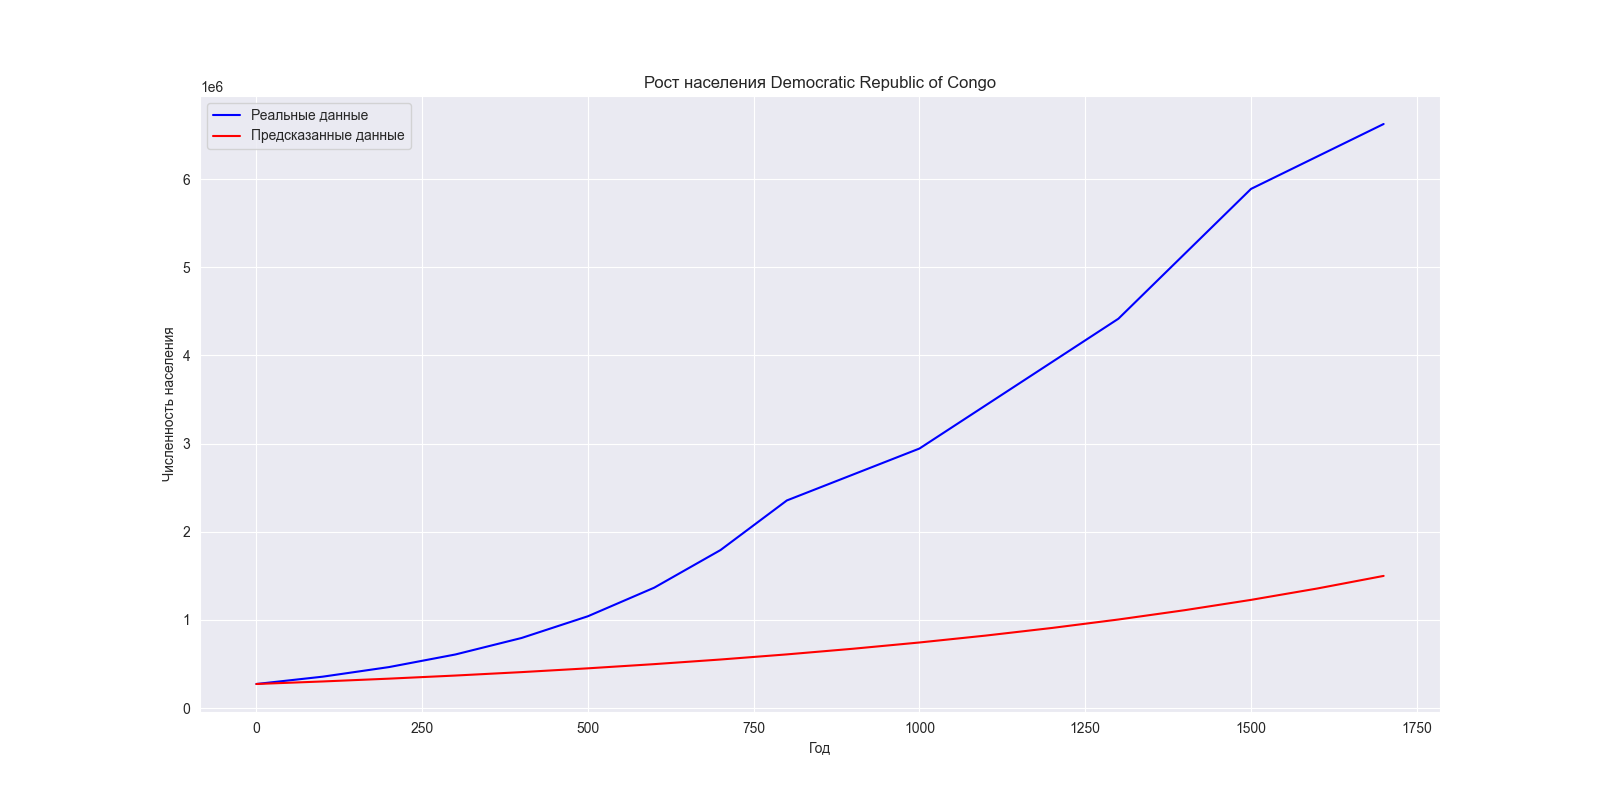 Рост населения Democratic Republic of Congo
1e6
Реальные данные
Предсказанные данные
6
5
4
3
2
1
0
Численность населения
0 250 500 750 1000 1250 1500 1750
Год